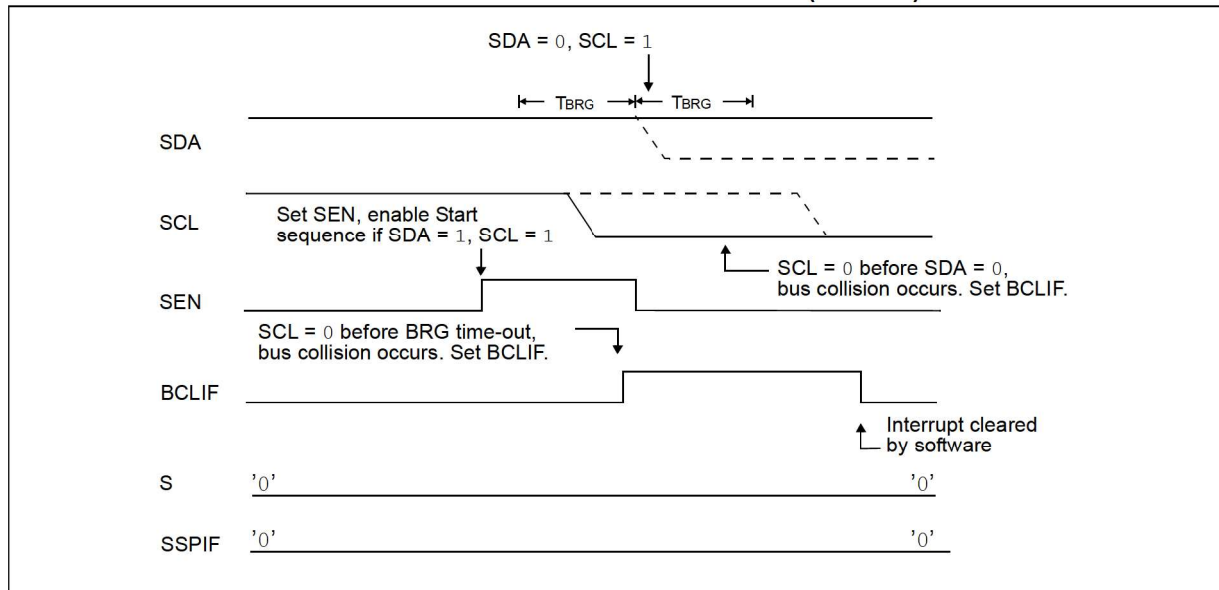 SDA = 0, SCL = 1
TBRG TBRG
SDA
SCL
Set SEN, enable Start
sequence if SDA = 1, SCL = 1
SCL = 0 before SDA = 0,
bus collision occurs. Set BCLIF.
SEN
SCL = 0 before BRG time-out,
bus collision occurs. Set BCLIF.
BCLIF
Interrupt cleared
by software
S
'0' '0'
SSPIF
'0' '0'